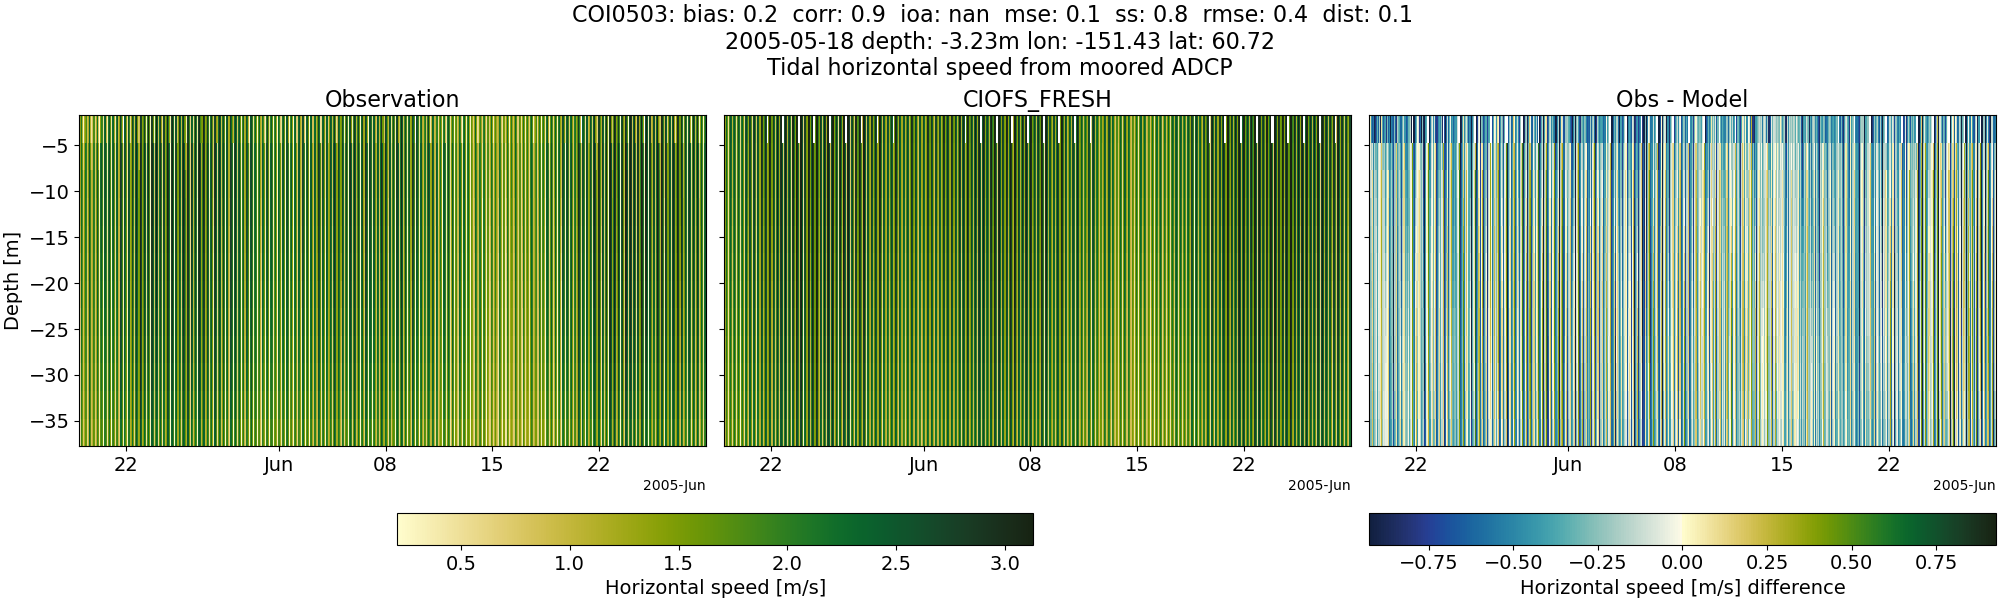 COI0503: bias: 0.2  corr: 0.9  ioa: nan  mse: 0.1  ss: 0.8  rmse: 0.4  dist: 0.1
2005-05-18 depth: -3.23m lon: -151.43 lat: 60.72
Tidal horizontal speed from moored ADCP
Observation
CIOFS_FRESH
Obs - Model
Depth [m]
−5
−10
−15
−20
−25
−30
−35
22 Jun 08 15 22
2005-Jun
22 Jun 08 15 22
2005-Jun
22 Jun 08 15 22
2005-Jun
0.5 1.0 1.5 2.0 2.5 3.0
Horizontal speed [m/s]
−0.75 −0.50 −0.25 0.00 0.25 0.50 0.75
Horizontal speed [m/s] difference